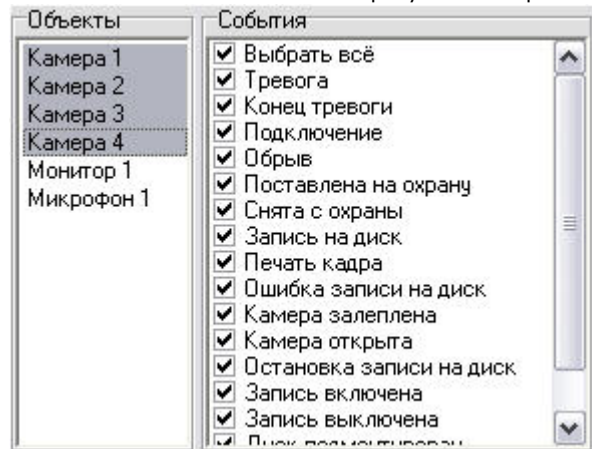 Объекты
Камера 1
Камера 2
Камера 3
Камера 4
Монитор 1
Микрофон 1
События
Выбрать всё
Тревога
Конец тревоги
Подключение
Обрыв
Поставлена на охрану
Снята с охраны
Запись на диск
Печать кадра
Ошибка записи на диск
Камера залеплена
Камера открыта
Остановка записи на диск
Запись включена
Запись выключена